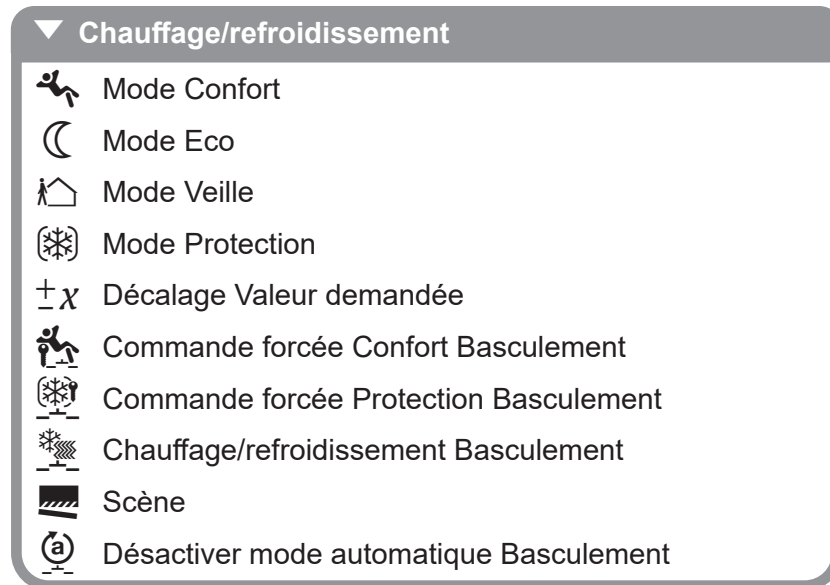 Chauffage/refroidissement
Mode Confort
Mode Eco
Mode Veille
Mode Protection
±x Décalage Valeur demandée
Commande forcée Confort Basculement
Commande forcée Protection Basculement
Chauffage/refroidissement Basculement
Scène
a Désactiver mode automatique Basculement